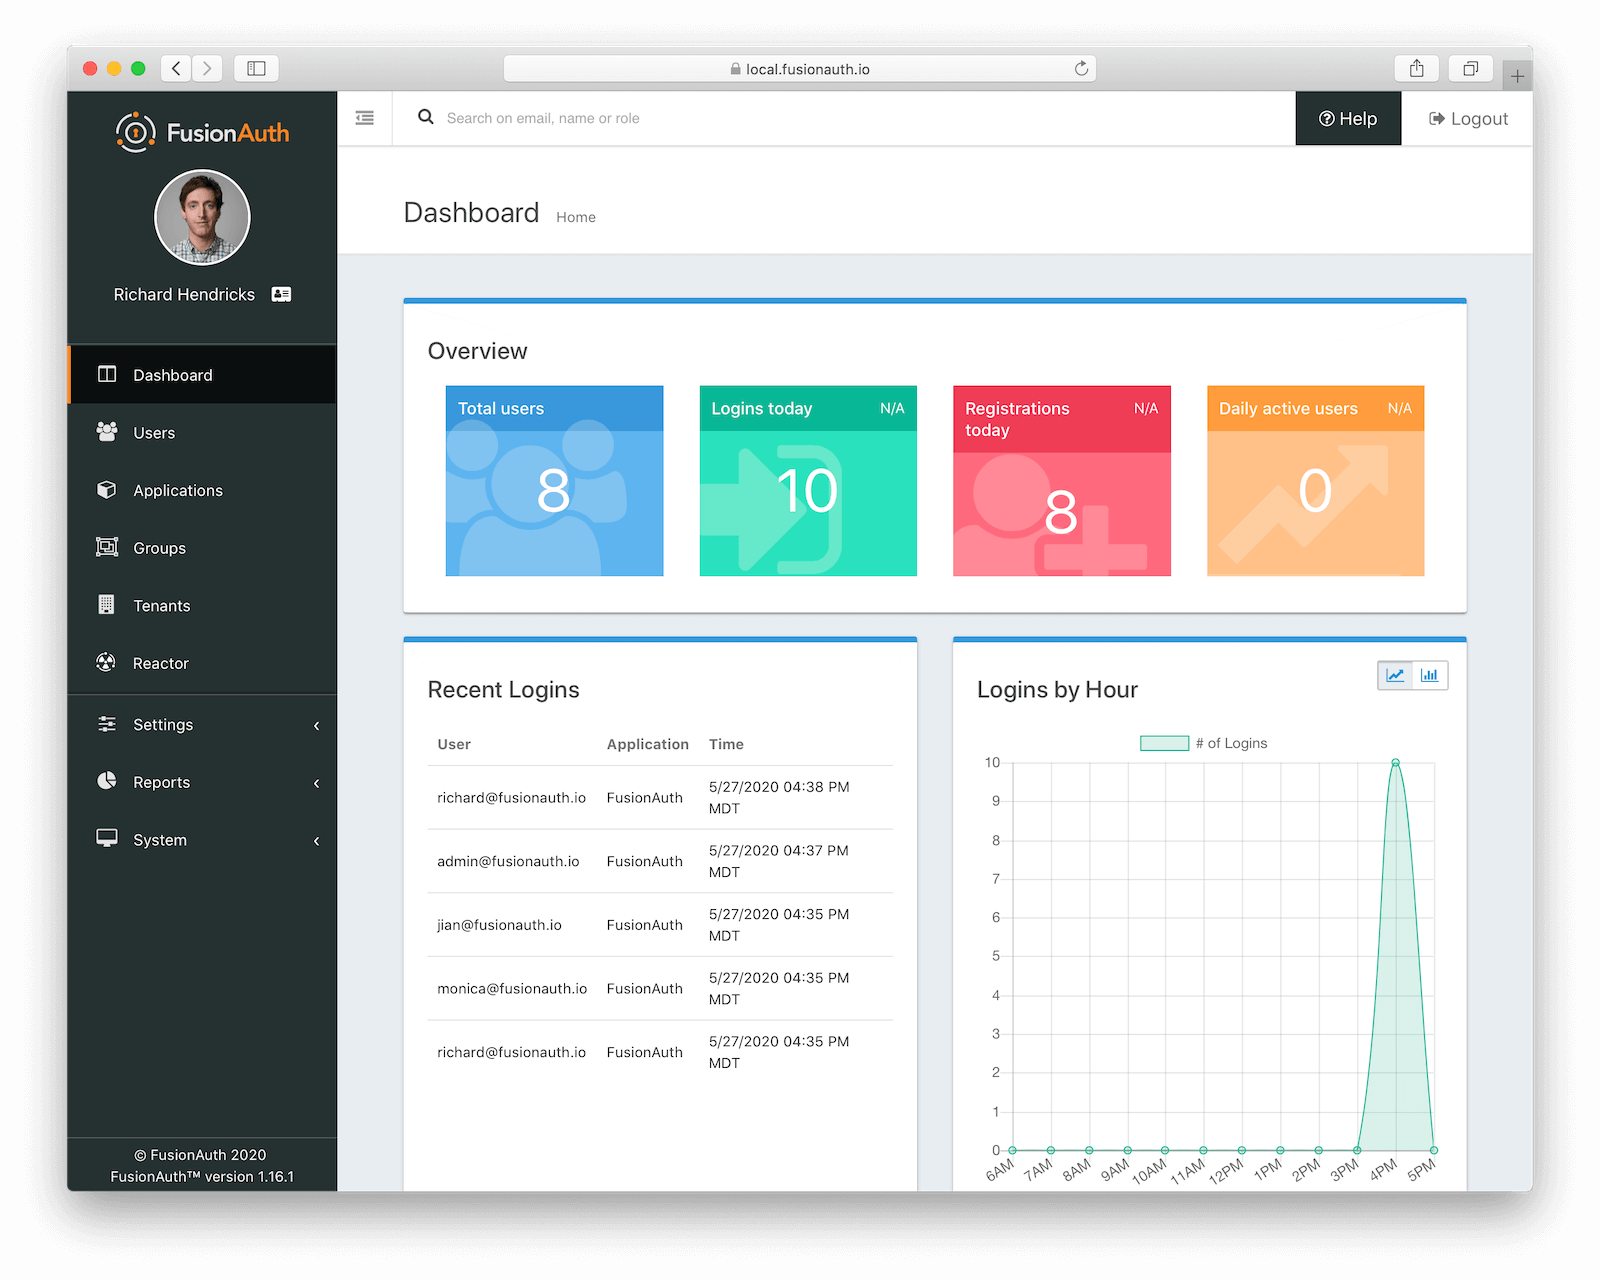 local.fusionauth.io
FusionAuth
Richard Hendricks
Dashboard
Users
Applications
Groups
Tenants
Reactor
Settings
Reports
System
© FusionAuth 2020
FusionAuth™ version 1.16.1
Search on email, name or role
Help
Logout
Dashboard Home
Overview
Total users
8
Logins today N/A
10
Registrations N/A
today
8
Daily active users N/A
0
Recent Logins
User Application Time
richard@fusionauth.io FusionAuth 5/27/2020 04:38 PM
MDT
admin@fusionauth.io FusionAuth 5/27/2020 04:37 PM
MDT
jian@fusionauth.io FusionAuth 5/27/2020 04:35 PM
MDT
monica@fusionauth.io FusionAuth 5/27/2020 04:35 PM
MDT
richard@fusionauth.io FusionAuth 5/27/2020 04:35 PM
MDT
Logins by Hour
# of Logins
10
9
8
7
6
5
4
3
2
1
0
6AM 7AM 8AM 9AM 10AM 11AM 12PM 1PM 2PM 3PM 4PM 5PM